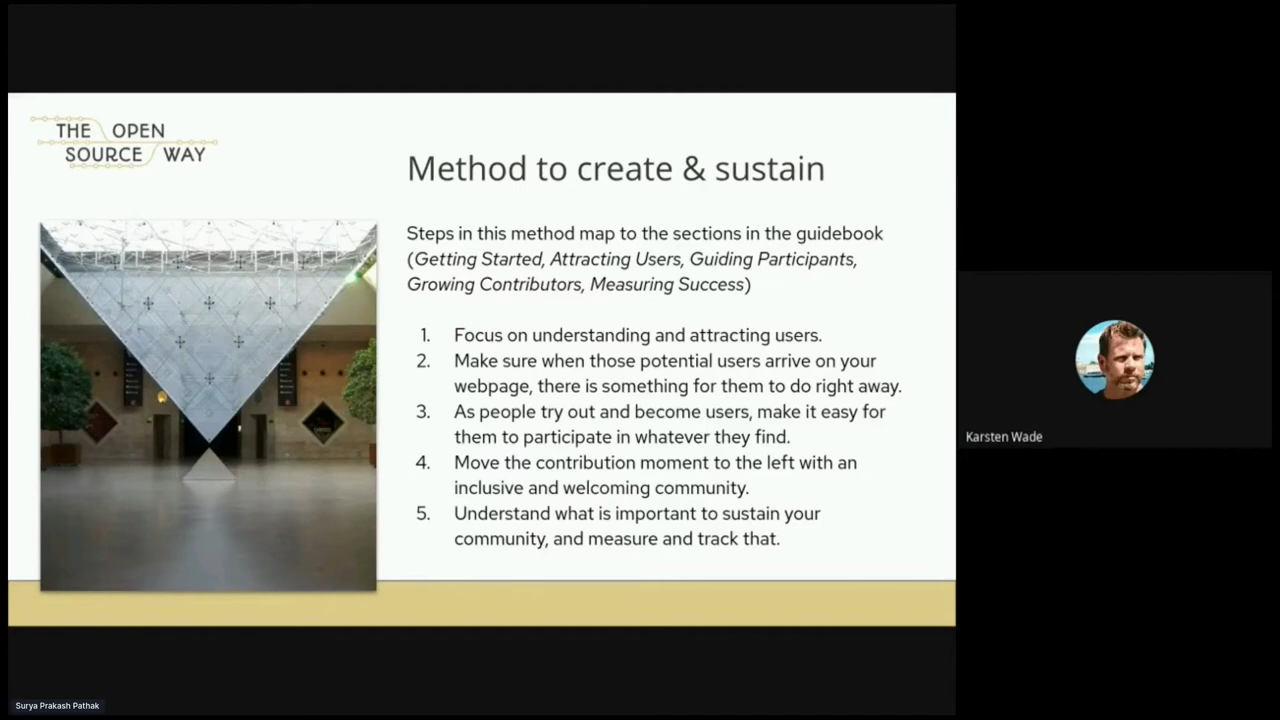 THE OPEN
SOURCE WAY
Method to create & sustain
Steps in this method map to the sections in the guidebook
(Getting Started, Attracting Users, Guiding Participants,
Growing Contributors, Measuring Success)
1. Focus on understanding and attracting users.
2. Make sure when those potential users arrive on your
webpage, there is something for them to do right away.
3. As people try out and become users, make it easy for
them to participate in whatever they find.
4. Move the contribution moment to the left with an
inclusive and welcoming community.
5. Understand what is important to sustain your
community, and measure and track that.
Karsten Wade
Surya Prakash Pathak